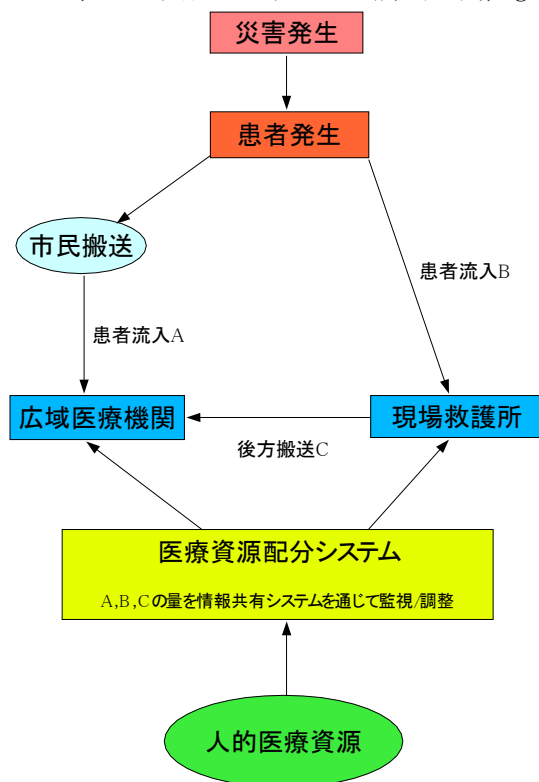 災害発生
患者発生
市民搬送
患者流入B
患者流入A
広域医療機関
現場救護所
後方搬送C
医療資源配分システム
A,B,Cの量を情報共有システムを通じて監視/調整
人的医療資源